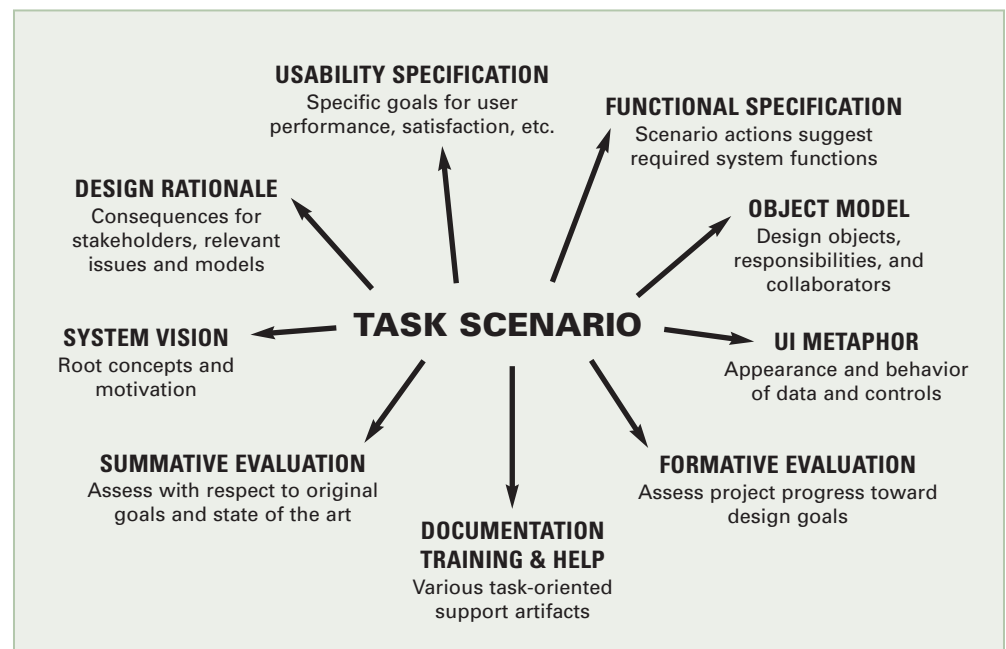 USABILITY SPECIFICATION
Specific goals for user
performance, satisfaction, etc.
FUNCTIONAL SPECIFICATION
Scenario actions suggest
required system functions
DESIGN RATIONALE
Consequences for
stakeholders, relevant
issues and models
OBJECT MODEL
Design objects,
responsibilities, and
collaborators
TASK SCENARIO
SYSTEM VISION
Root concepts and
motivation
UI METAPHOR
Appearance and behavior
of data and controls
SUMMATIVE EVALUATION
Assess with respect to original
goals and state of the art
FORMATIVE EVALUATION
Assess project progress toward
design goals
DOCUMENTATION
TRAINING & HELP
Various task-oriented
support artifacts